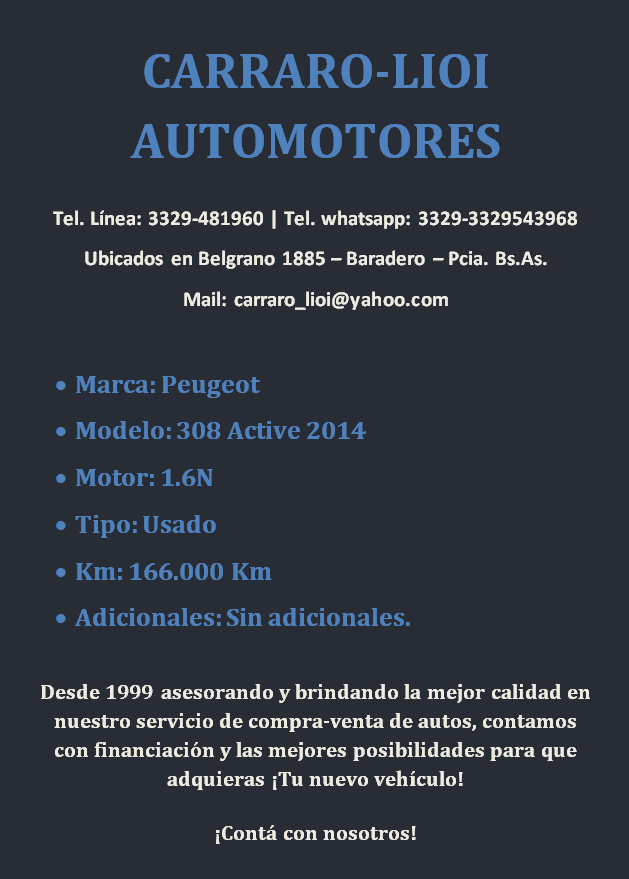 CARRARO-LIOI
AUTOMOTORES
Tel. Línea: 3329-481960 | Tel. whatsapp: 3329-3329543968
Ubicados en Belgrano 1885 – Baradero – Pcia. Bs.As.
Mail: carraro_lioi@yahoo.com
• Marca: Peugeot
• Modelo: 308 Active 2014
• Motor: 1.6N
• Tipo: Usado
• Km: 166.000 Km
• Adicionales: Sin adicionales.
Desde 1999 asesorando y brindando la mejor calidad en
nuestro servicio de compra-venta de autos, contamos
con financiación y las mejores posibilidades para que
adquieras ¡Tu nuevo vehículo!
¡Contá con nosotros!